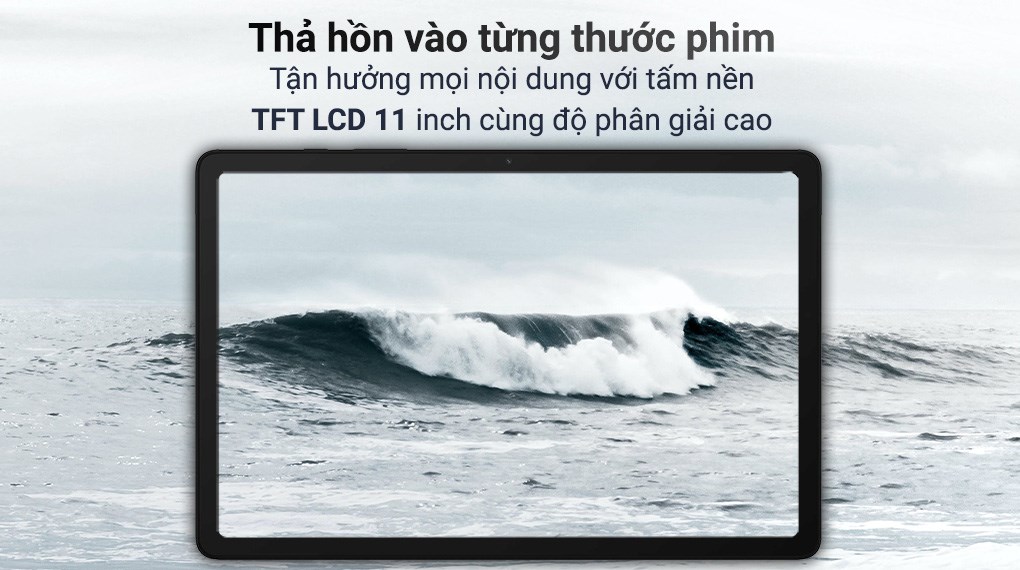 Thả hồn vào từng thước phim
Tận hưởng mọi nội dung với tấm nền
TFT LCD 11 inch cùng độ phân giải cao